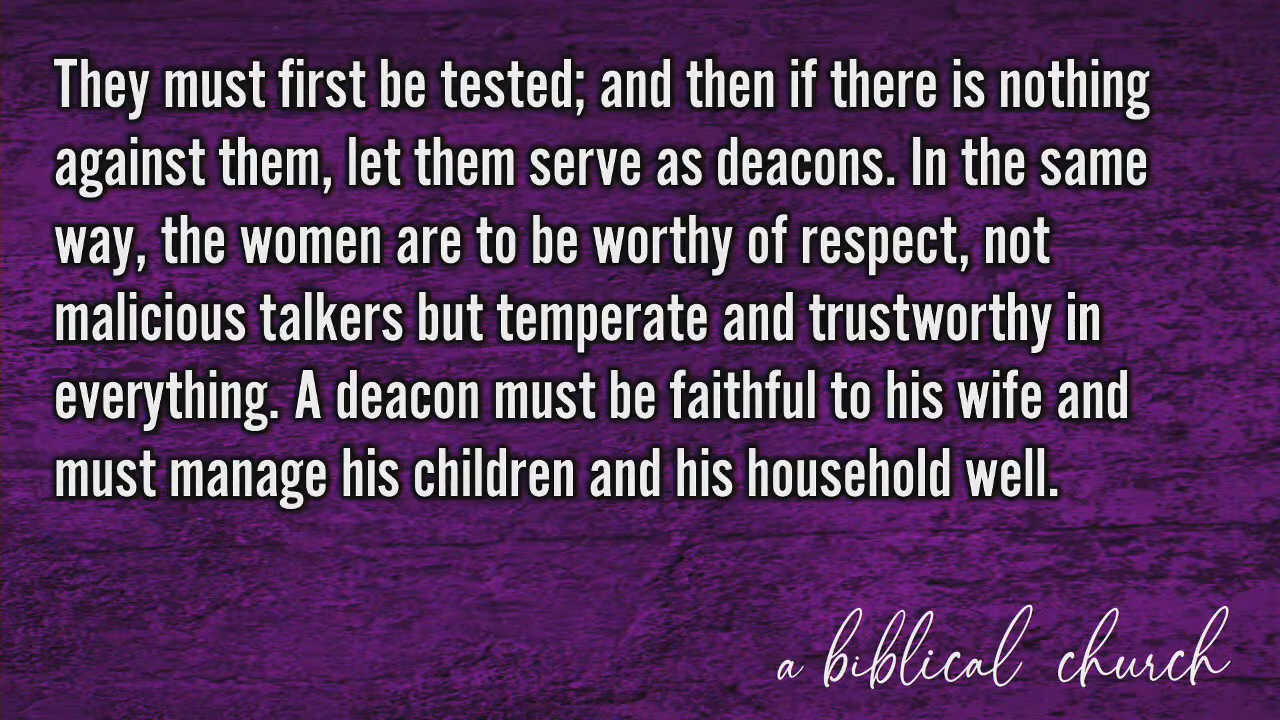 They must first be tested; and then if there is nothing
against them, let them serve as deacons. In the same
way, the women are to be worthy of respect, not
malicious talkers but temperate and trustworthy in
everything. A deacon must be faithful to his wife and
must manage his children and his household well.
a biblical church